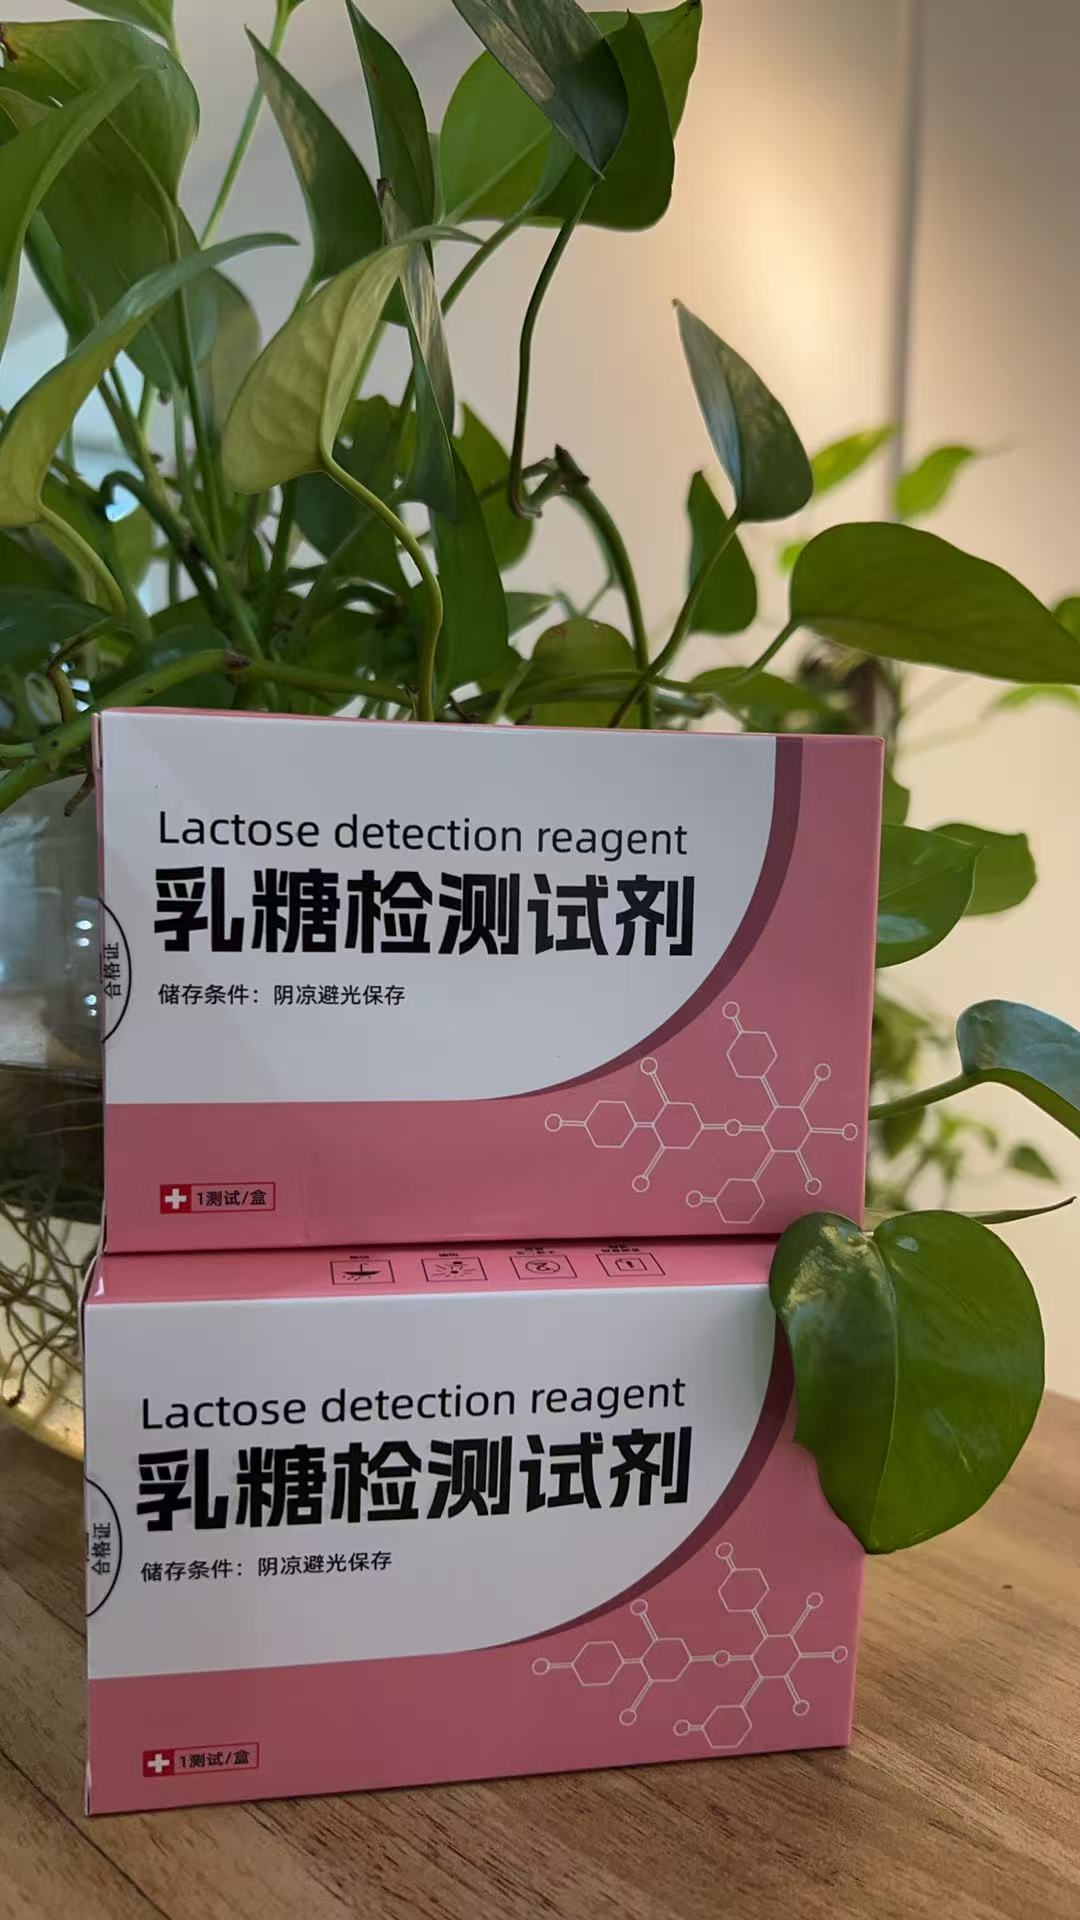 Lactose detection reagent
乳糖检测试剂
储存条件：阴凉避光保存
合格证
1测试/盒
Lactose detection reagent
乳糖检测试剂
储存条件：阴凉避光保存
合格证
1测试/盒